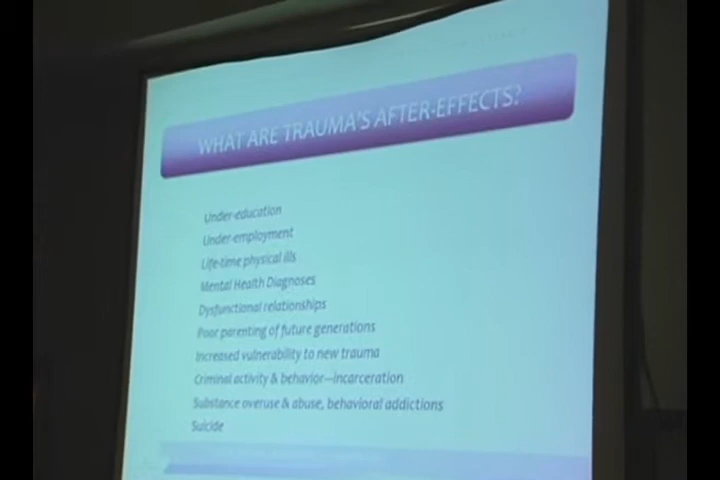 WHAT ARE TRAUMA'S AFTER-EFFECTS?
Under-education
Under-employment
Life-time physical ills
Mental Health Diagnoses
Dysfunctional relationships
Poor parenting of future generations
Increased vulnerability to new trauma
Criminal activity & behavior—incarceration
Substance overuse & abuse, behavioral addictions
Suicide